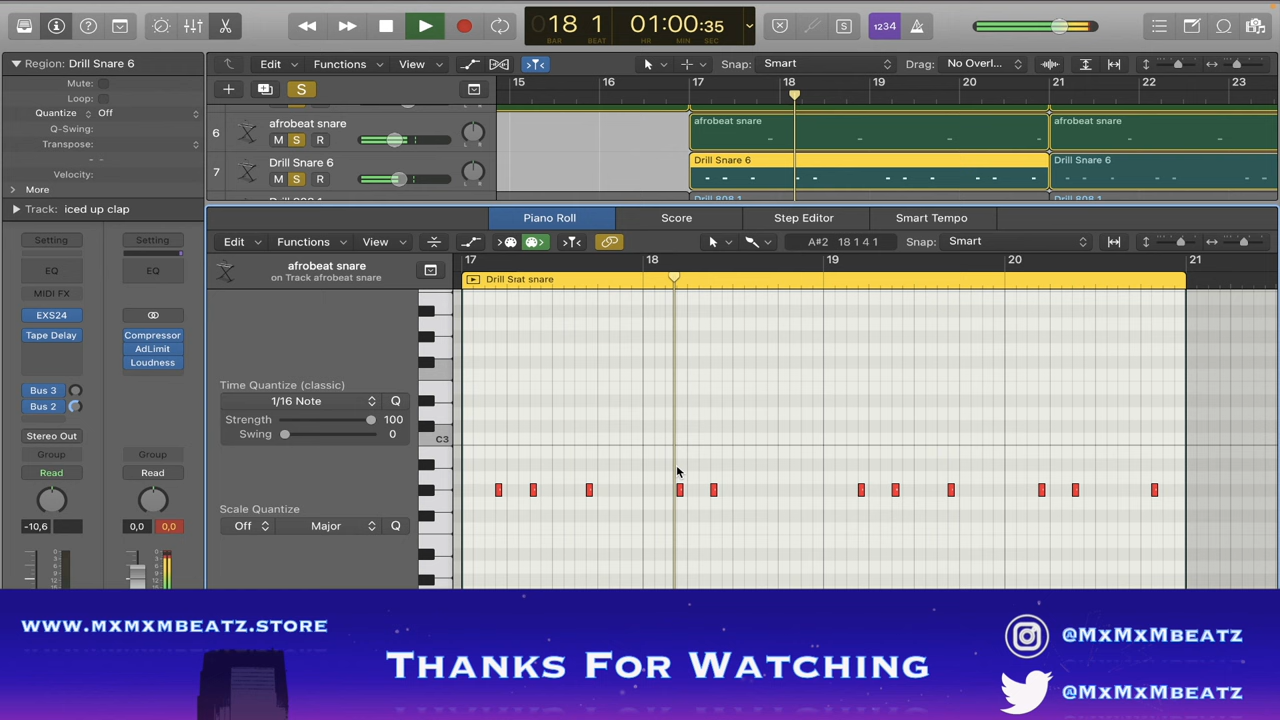 18 1 01:00:35
BAR BEAT HR MIN SEC
1234
Region: Drill Snare 6
Mute:
Loop:
Quantize Off
Q-Swing:
Transpose:
Velocity:
More
Track: iced up clap
Edit Functions View Snap: Smart Drag: No Overl...
15 16 17 18 19 20 21 22 23
6 afrobeat snare
M S R
7 Drill Snare 6
M S R
afrobeat snare afrobeat snare
Drill Snare 6 Drill Snare 6
Piano Roll Score Step Editor Smart Tempo
Edit Functions View A#2 18 1 4 1 Snap: Smart
afrobeat snare
on Track afrobeat snare
17 18 19 20 21
Drill Srat snare
Time Quantize (classic)
1/16 Note Q
Strength 100
Swing 0
Scale Quantize
Off Major Q
C3
Setting Setting
EQ EQ
MIDI FX
EXS24
Tape Delay Compressor
AdLimit
Loudness
Bus 3
Bus 2
Stereo Out
Group Group
Read Read
-10,6 0,0 0,0
WWW.MXMXMBEATZ.STORE
THANKS FOR WATCHING
@MXMXMBEATZ
@MXMXMBEATZ